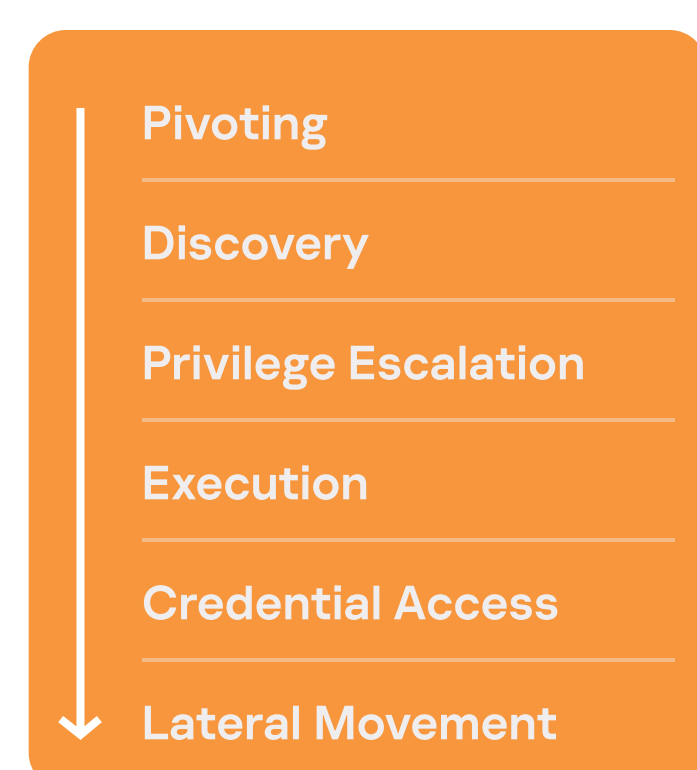 Pivoting
Discovery
Privilege Escalation
Execution
Credential Access
Lateral Movement